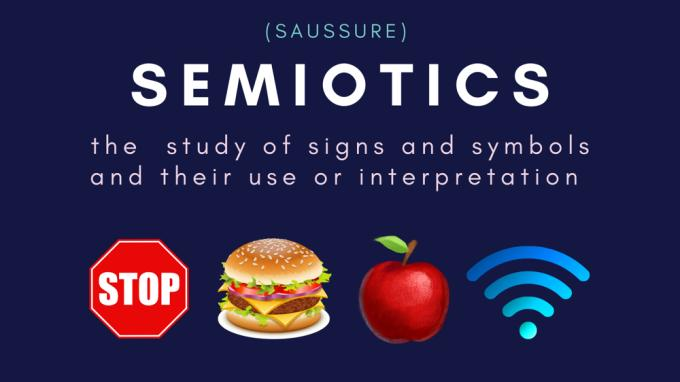 (SAUSSURE)
SEMIOTICS
the study of signs and symbols
and their use or interpretation
STOP